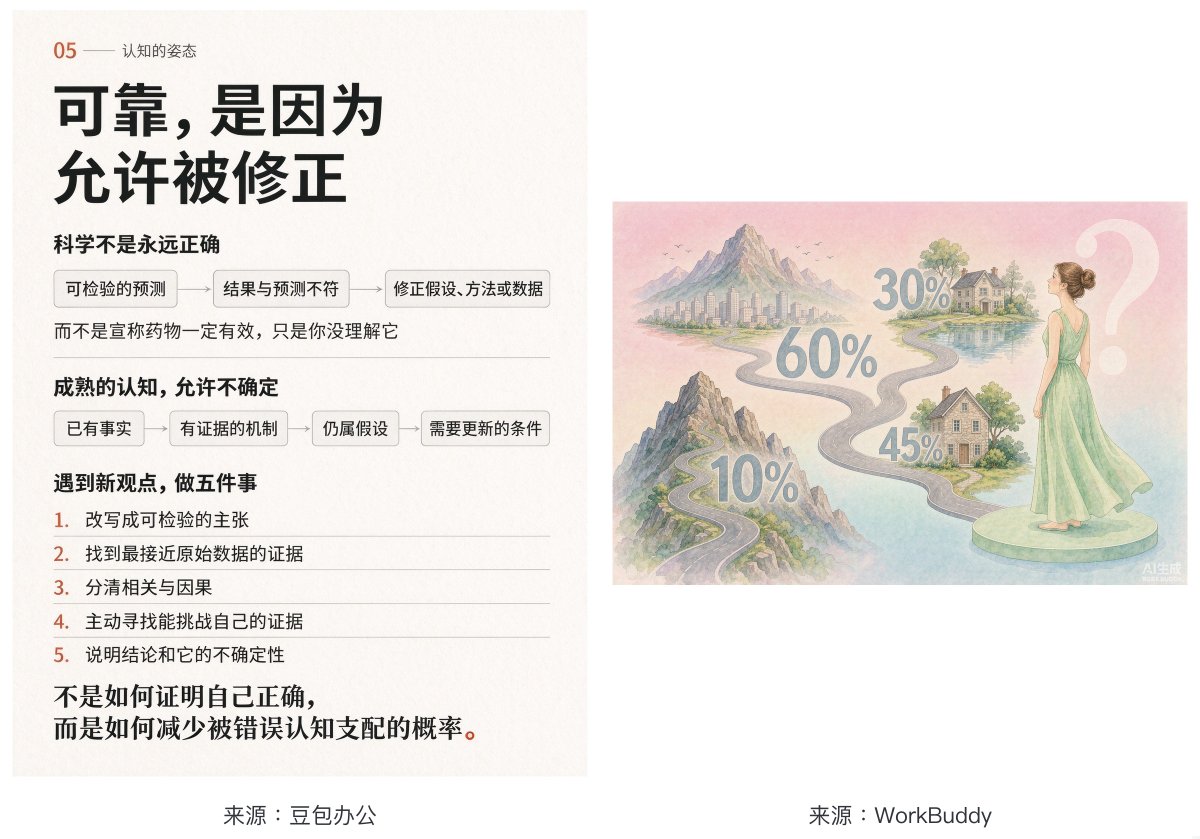 05 —— 认知的姿态
可靠，是因为
允许被修正
科学不是永远正确
可检验的预测 → 结果与预测不符 → 修正假设、方法或数据
而不是宣称药物一定有效，只是你没理解它
成熟的认知，允许不确定
已有事实 → 有证据的机制 → 仍属假设 → 需要更新的条件
遇到新观点，做五件事
1. 改写成可检验的主张
2. 找到最接近原始数据的证据
3. 分清相关与因果
4. 主动寻找能挑战自己的证据
5. 说明结论和它的不确定性
不是如何证明自己正确，
而是如何减少被错误认知支配的概率。
来源：豆包办公
30%
?
60%
45%
10%
AI生成
WORK BUDDY
来源：WorkBuddy